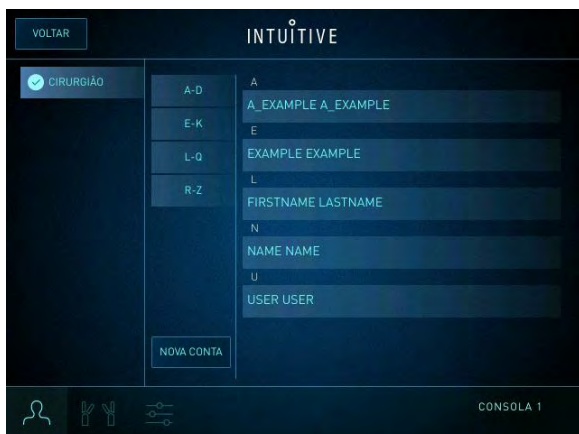 VOLTAR
INTUITIVE
CIRURGIÃO
A-D
E-K
L-Q
R-Z
NOVA CONTA
A
A_EXAMPLE A_EXAMPLE
E
EXAMPLE EXAMPLE
L
FIRSTNAME LASTNAME
N
NAME NAME
U
USER USER
CONSOLA 1